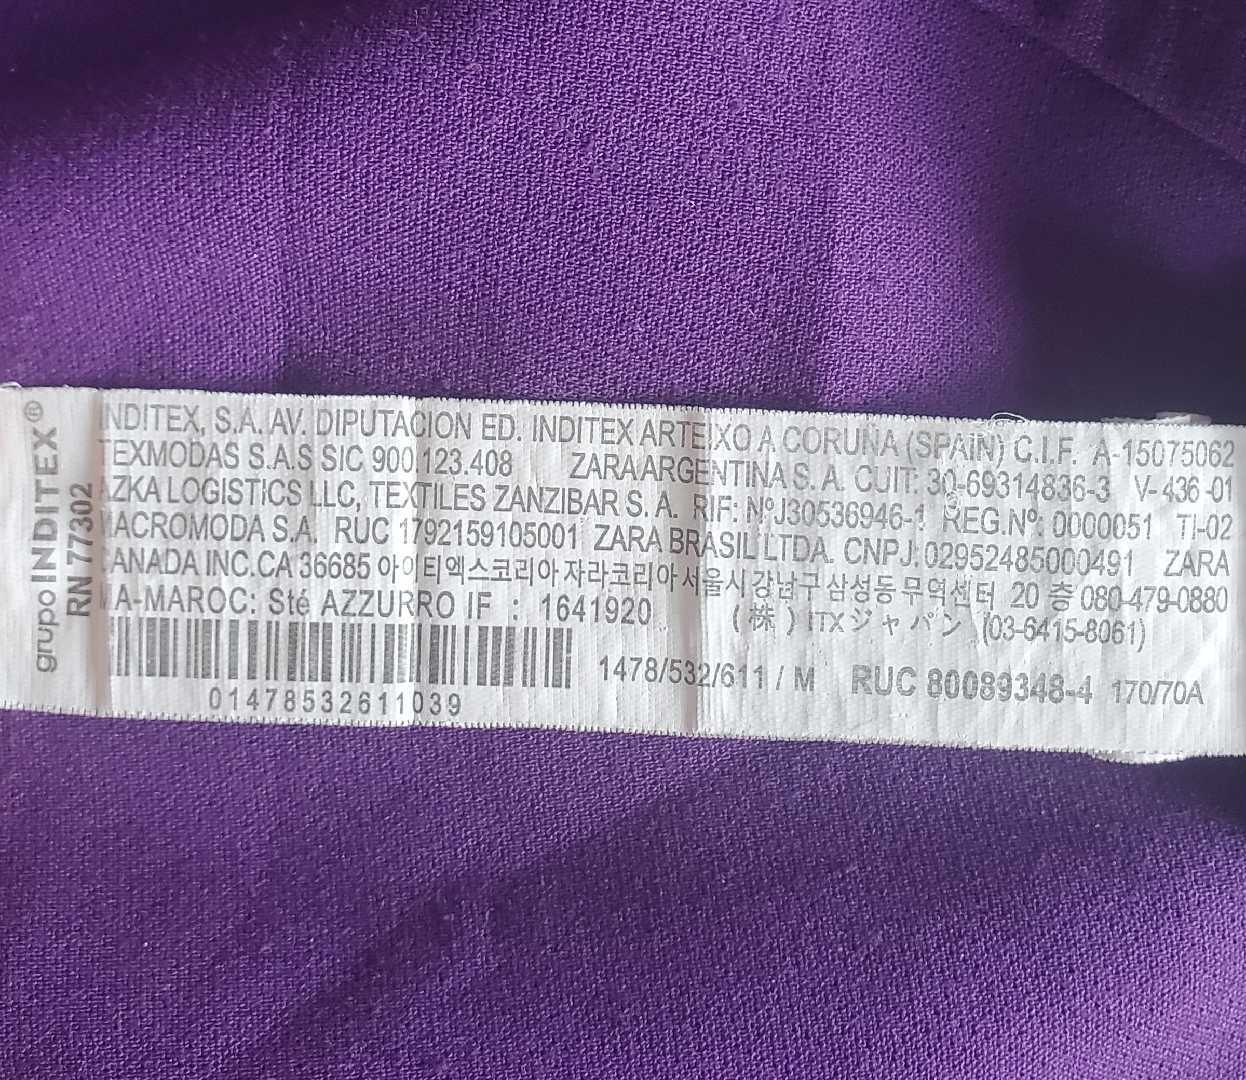 grupo INDITEX®
RN 77302
INDITEX, S.A. AV. DIPUTACION ED. INDITEX ARTEIXO A CORUÑA (SPAIN) C.I.F. A-15075062
TEXMODAS S.A.S SIC 900.123.408 ZARA ARGENTINA S. A. CUIT: 30-69314836-3 V-436-01
AZKA LOGISTICS LLC, TEXTILES ZANZIBAR S. A. RIF: NºJ30536946-1 REG.Nº: 0000051 TI-02
MACROMODA S.A. RUC 1792159105001 ZARA BRASIL LTDA. CNPJ:02952485000491 ZARA
CANADA INC.CA 36685 아이티엑스코리아 자라코리아 서울시 강남구 삼성동 무역센터 20 층 080-479-0880
-MAROC: Sté AZZURRO IF : 1641920 (株) ITXジャパン (03-6415-8061)
01478532611039
1478/532/611 / M RUC 80089348-4 170/70A